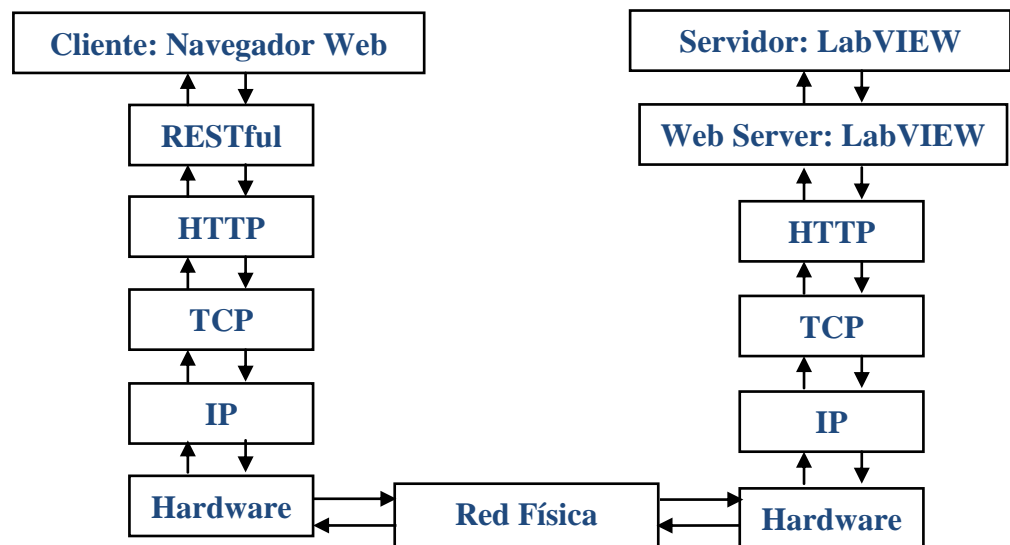 Cliente: Navegador Web
RESTful
HTTP
TCP
IP
Hardware
Red Física
Servidor: LabVIEW
Web Server: LabVIEW
HTTP
TCP
IP
Hardware